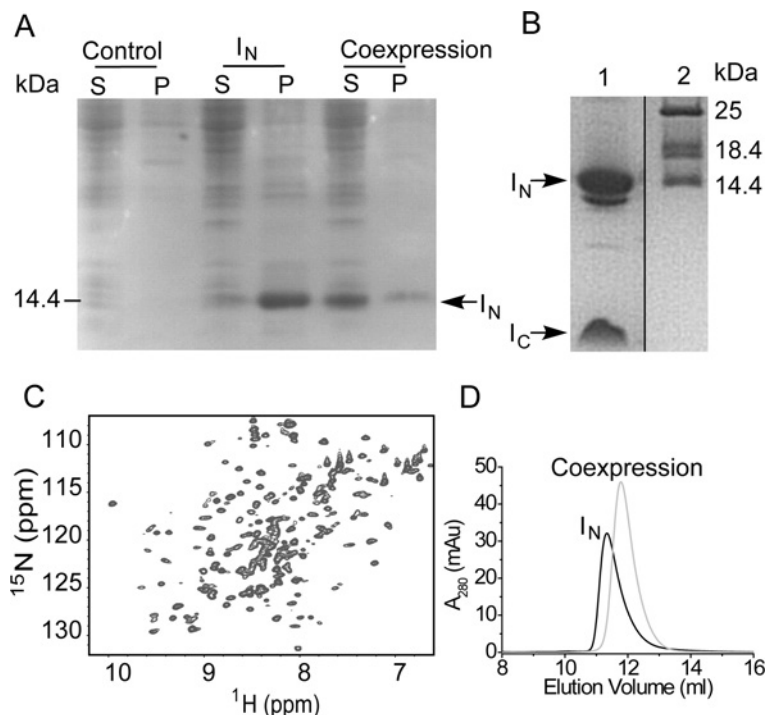 A
Control I_N Coexpression
kDa S P S P S P
14.4
I_N
B
1 2 kDa
25
18.4
14.4
I_N
I_C
C
110
115
120
125
130
¹⁵N (ppm)
10 9 8 7
¹H (ppm)
D
50
40
30
20
10
0
A₂₈₀ (mAu)
Coexpression
I_N
8 10 12 14 16
Elution Volume (ml)